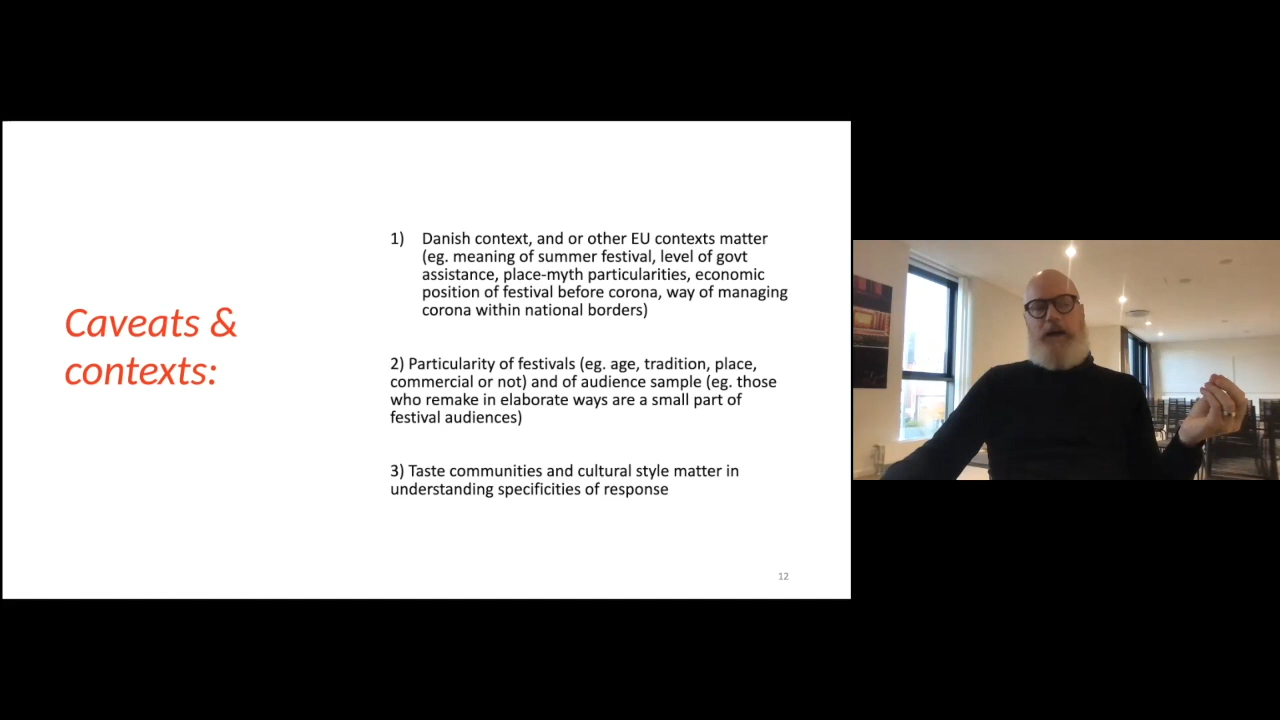 Caveats &
contexts:
1) Danish context, and or other EU contexts matter
(eg. meaning of summer festival, level of govt
assistance, place-myth particularities, economic
position of festival before corona, way of managing
corona within national borders)
2) Particularity of festivals (eg. age, tradition, place,
commercial or not) and of audience sample (eg. those
who remake in elaborate ways are a small part of
festival audiences)
3) Taste communities and cultural style matter in
understanding specificities of response
12